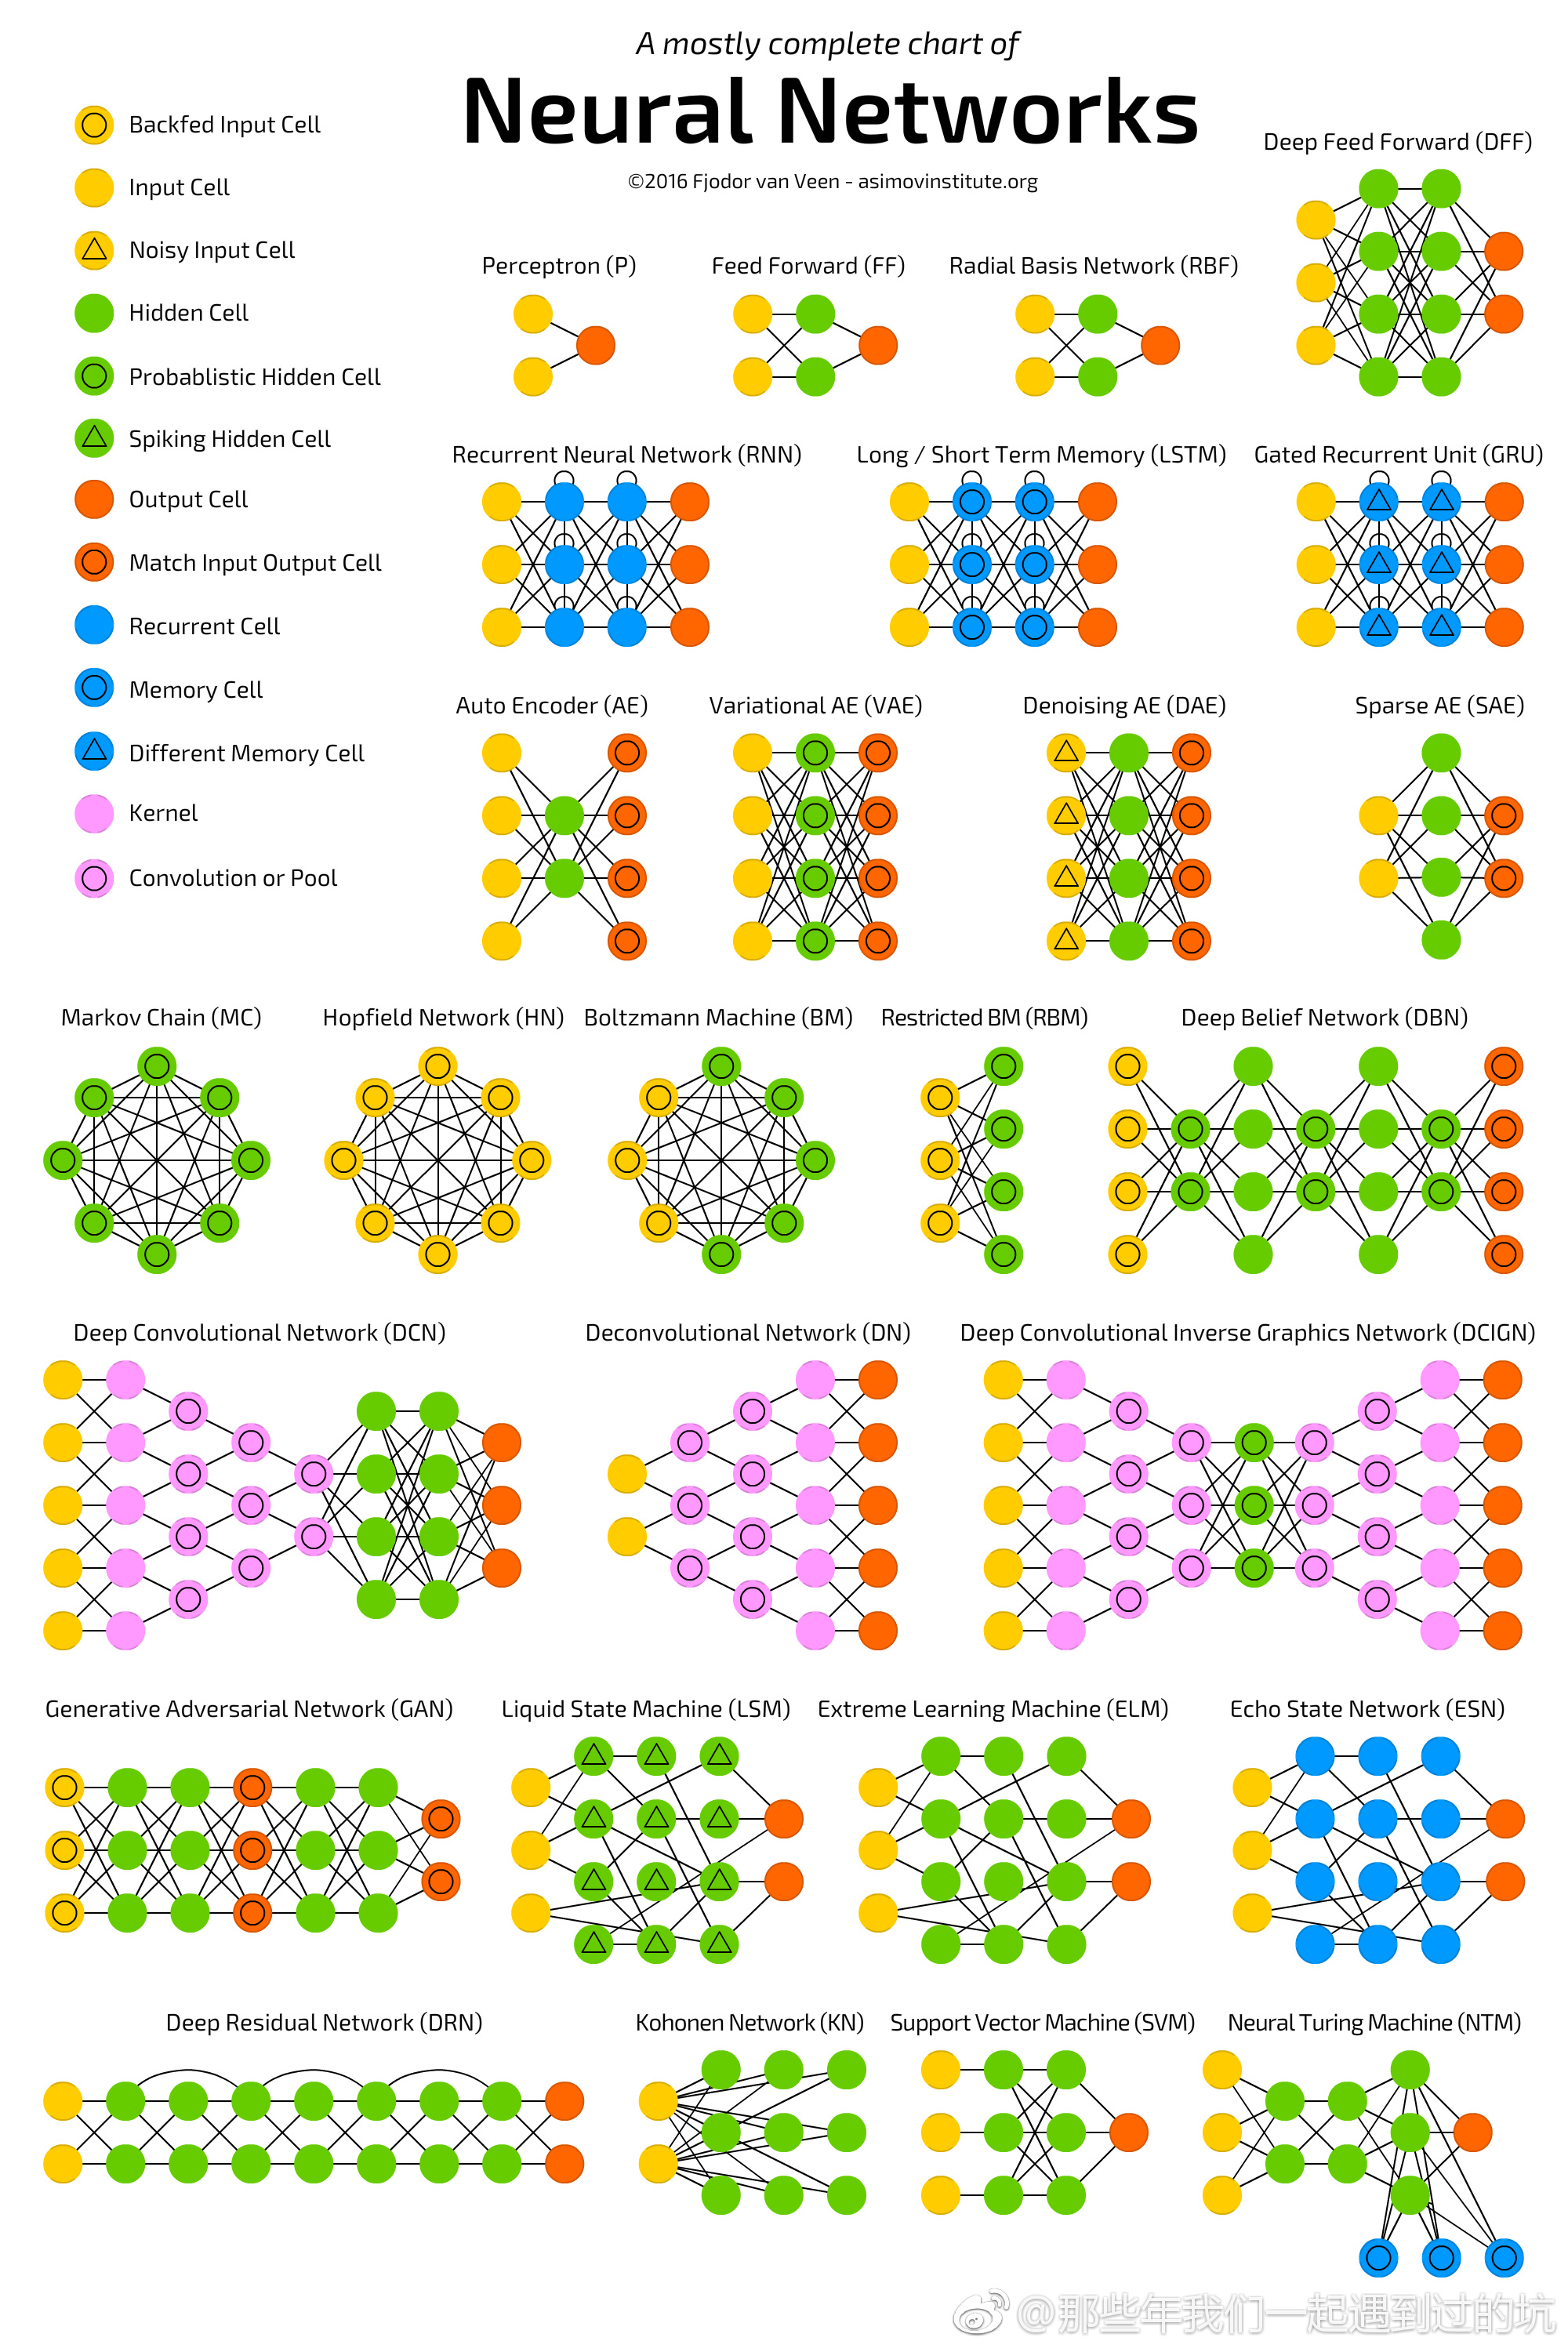 A mostly complete chart of
Neural Networks
©2016 Fjodor van Veen - asimovinstitute.org
Backfed Input Cell
Input Cell
Noisy Input Cell
Hidden Cell
Probablistic Hidden Cell
Spiking Hidden Cell
Output Cell
Match Input Output Cell
Recurrent Cell
Memory Cell
Different Memory Cell
Kernel
Convolution or Pool
Deep Feed Forward (DFF)
Perceptron (P)
Feed Forward (FF)
Radial Basis Network (RBF)
Recurrent Neural Network (RNN)
Long / Short Term Memory (LSTM)
Gated Recurrent Unit (GRU)
Auto Encoder (AE)
Variational AE (VAE)
Denoising AE (DAE)
Sparse AE (SAE)
Markov Chain (MC)
Hopfield Network (HN)
Boltzmann Machine (BM)
Restricted BM (RBM)
Deep Belief Network (DBN)
Deep Convolutional Network (DCN)
Deconvolutional Network (DN)
Deep Convolutional Inverse Graphics Network (DCIGN)
Generative Adversarial Network (GAN)
Liquid State Machine (LSM)
Extreme Learning Machine (ELM)
Echo State Network (ESN)
Deep Residual Network (DRN)
Kohonen Network (KN)
Support Vector Machine (SVM)
Neural Turing Machine (NTM)
@那些年我们一起遇到过的坑